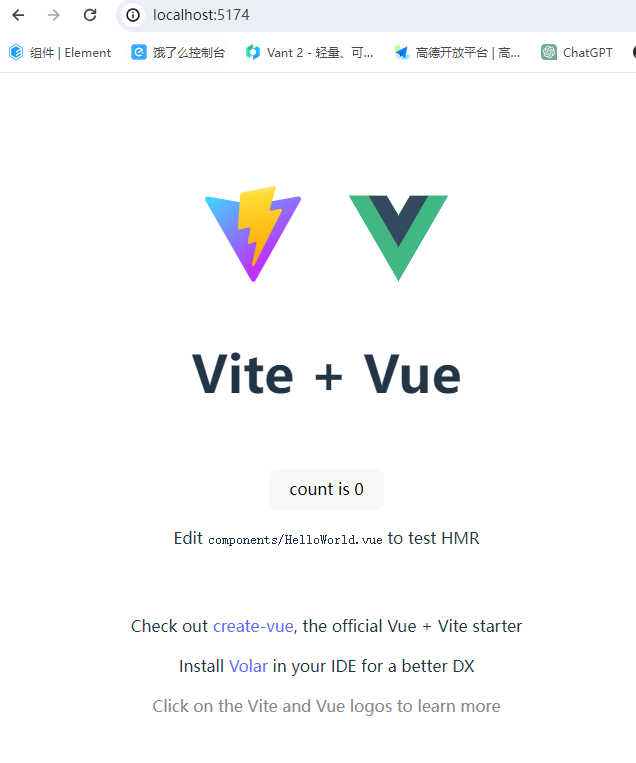 localhost:5174
组件 | Element 饿了么控制台 Vant 2 - 轻量、可... 高德开放平台 | 高... ChatGPT
Vite + Vue
count is 0
Edit components/HelloWorld.vue to test HMR
Check out create-vue, the official Vue + Vite starter
Install Volar in your IDE for a better DX
Click on the Vite and Vue logos to learn more